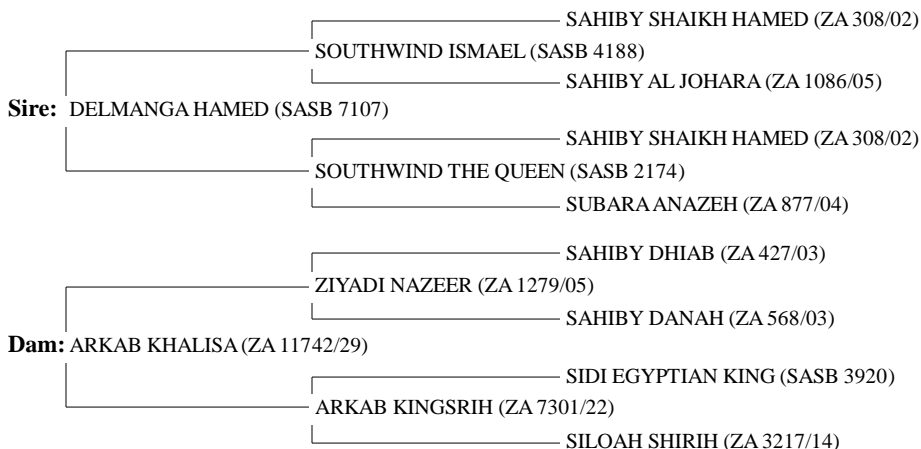 SAHIBY SHAIKH HAMED (ZA 308/02)
SOUTHWIND ISMAEL (SASB 4188)
SAHIBY AL JOHARA (ZA 1086/05)
Sire: DELMANGA HAMED (SASB 7107)
SAHIBY SHAIKH HAMED (ZA 308/02)
SOUTHWIND THE QUEEN (SASB 2174)
SUBARA ANAZEH (ZA 877/04)
SAHIBY DHIAB (ZA 427/03)
ZIYADI NAZEER (ZA 1279/05)
SAHIBY DANAH (ZA 568/03)
Dam: ARKAB KHALISA (ZA 11742/29)
SIDI EGYPTIAN KING (SASB 3920)
ARKAB KINGSRIH (ZA 7301/22)
SILOAH SHIRIH (ZA 3217/14)